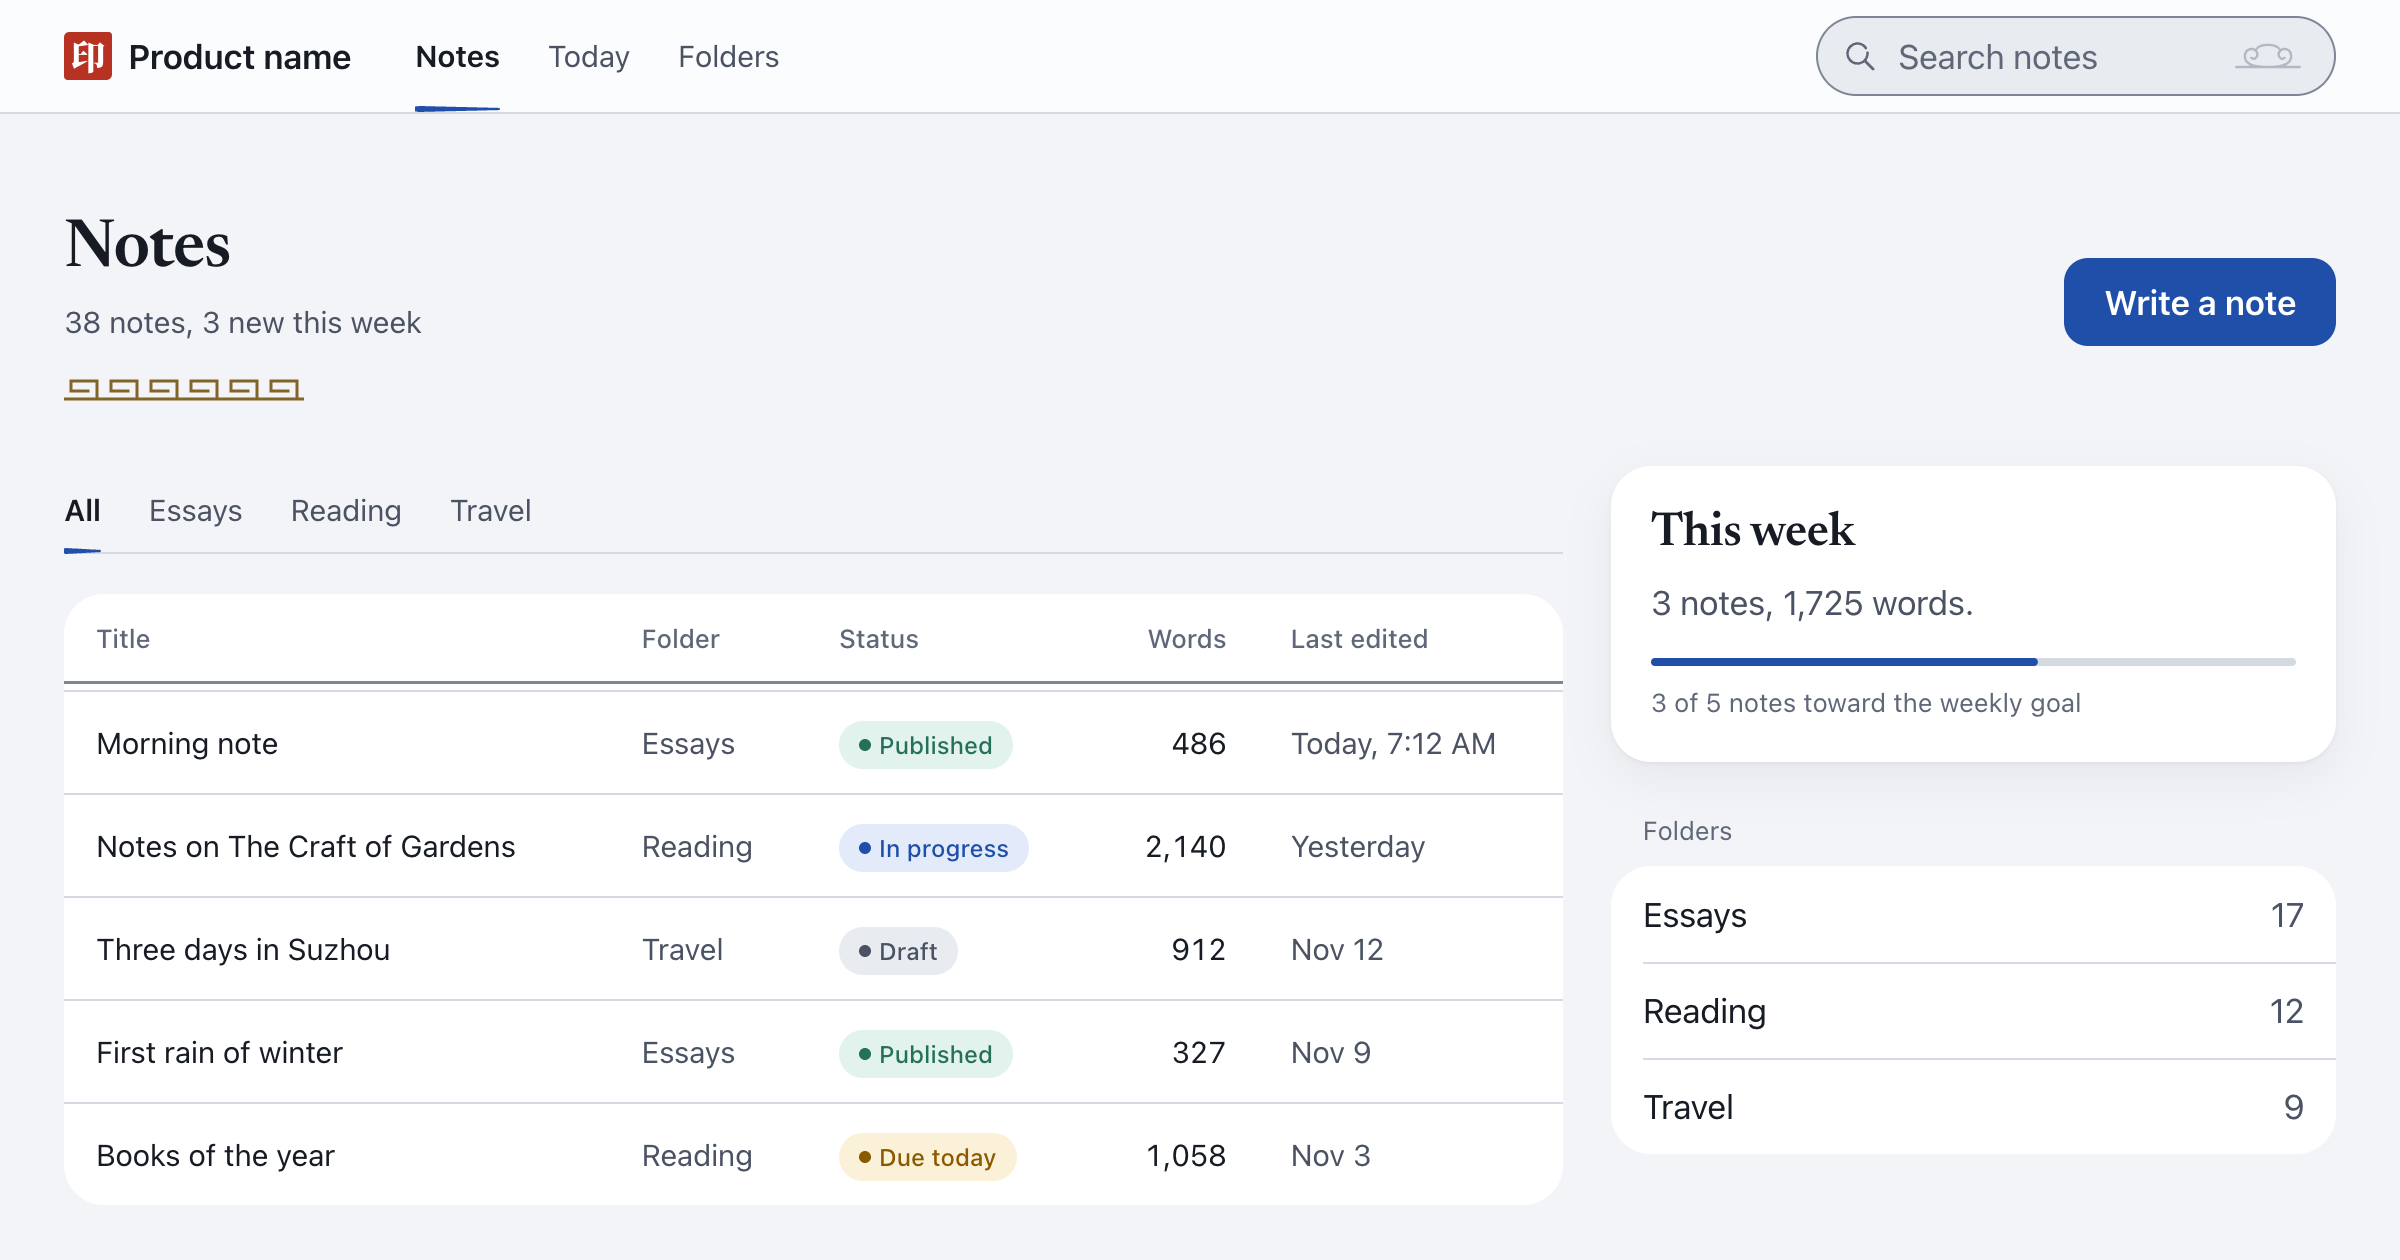 印 Product name Notes Today Folders Search notes
Notes
38 notes, 3 new this week
Write a note
All Essays Reading Travel
Title Folder Status Words Last edited
Morning note Essays Published 486 Today, 7:12 AM
Notes on The Craft of Gardens Reading In progress 2,140 Yesterday
Three days in Suzhou Travel Draft 912 Nov 12
First rain of winter Essays Published 327 Nov 9
Books of the year Reading Due today 1,058 Nov 3
This week
3 notes, 1,725 words.
3 of 5 notes toward the weekly goal
Folders
Essays 17
Reading 12
Travel 9